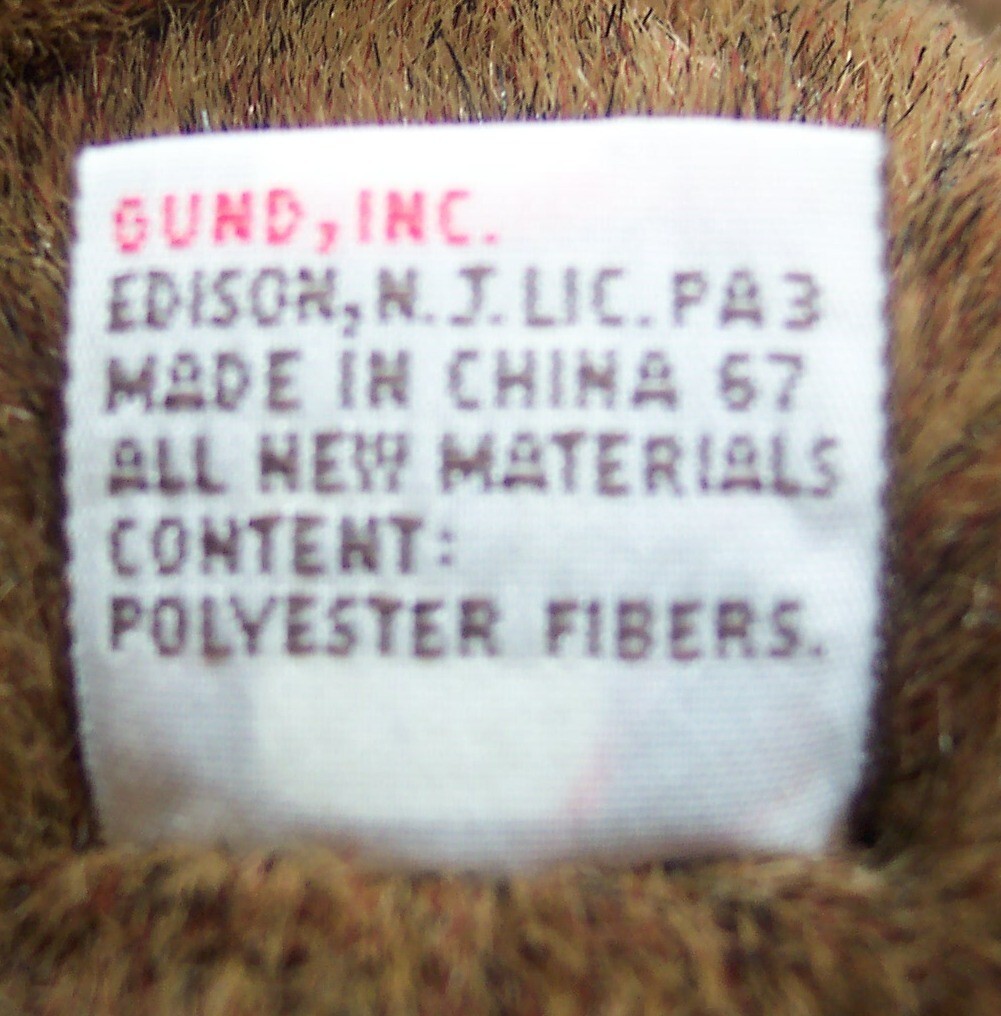 GUND, INC.
EDISON, N.J. LIC. PA3
MADE IN CHINA 67
ALL NEW MATERIALS
CONTENT:
POLYESTER FIBERS.